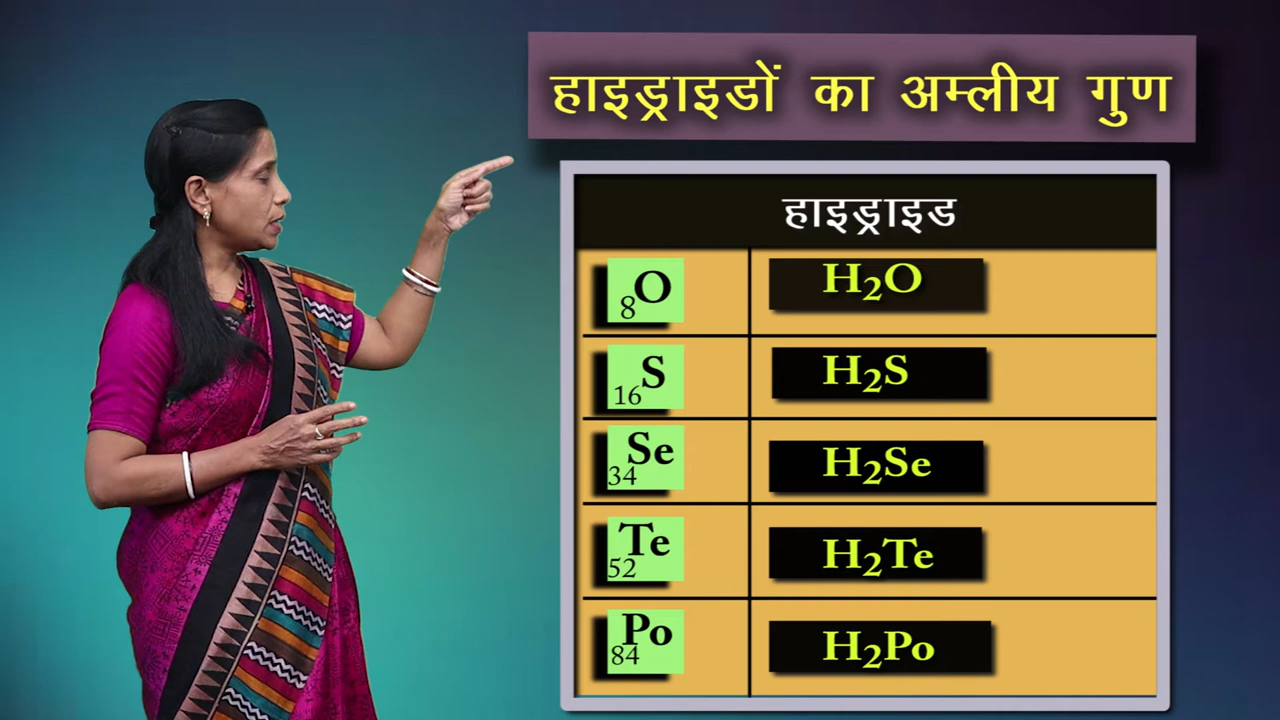 हाइड्राइडों का अम्लीय गुण
हाइड्राइड
8O H2O
16S H2S
34Se H2Se
52Te H2Te
84Po H2Po